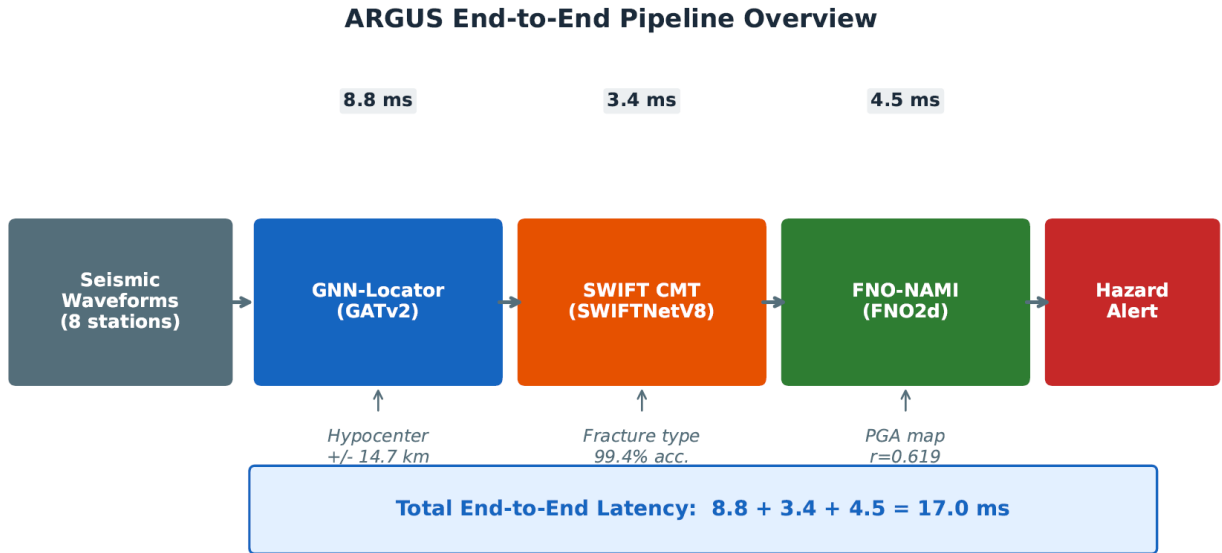 ARGUS End-to-End Pipeline Overview
8.8 ms
3.4 ms
4.5 ms
Seismic
Waveforms
(8 stations)
GNN-Locator
(GATv2)
SWIFT CMT
(SWIFTNetV8)
FNO-NAMI
(FNO2d)
Hazard
Alert
Hypocenter
+/- 14.7 km
Fracture type
99.4% acc.
PGA map
r=0.619
Total End-to-End Latency: 8.8 + 3.4 + 4.5 = 17.0 ms